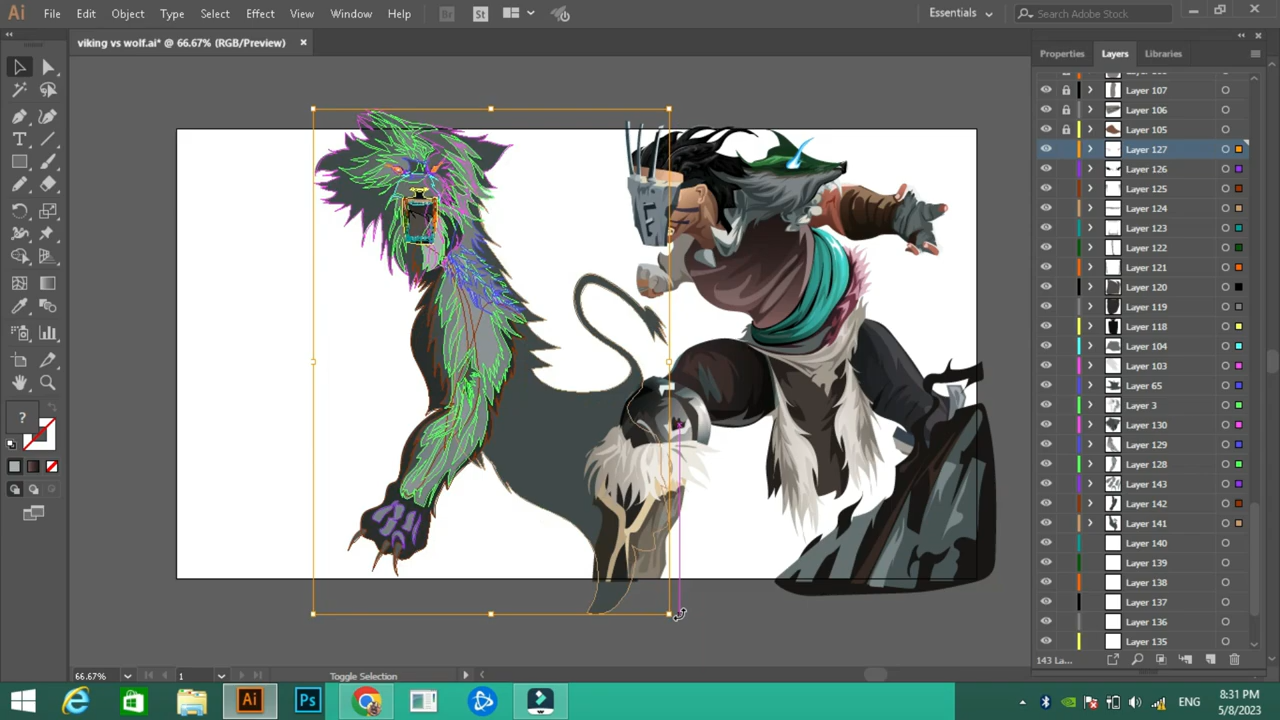 Ai File Edit Object Type Select Effect View Window Help Br St Essentials Search Adobe Stock
viking vs wolf.ai* @ 66.67% (RGB/Preview)
Properties Layers Libraries
Layer 107
Layer 106
Layer 105
Layer 127
Layer 126
Layer 125
Layer 124
Layer 123
Layer 122
Layer 121
Layer 120
Layer 119
Layer 118
Layer 104
Layer 103
Layer 65
Layer 3
Layer 130
Layer 129
Layer 128
Layer 143
Layer 142
Layer 141
Layer 140
Layer 139
Layer 138
Layer 137
Layer 136
Layer 135
?
143 La...
66.67% 1 Toggle Selection
Ai Ps ENG 8:31 PM
5/8/2023